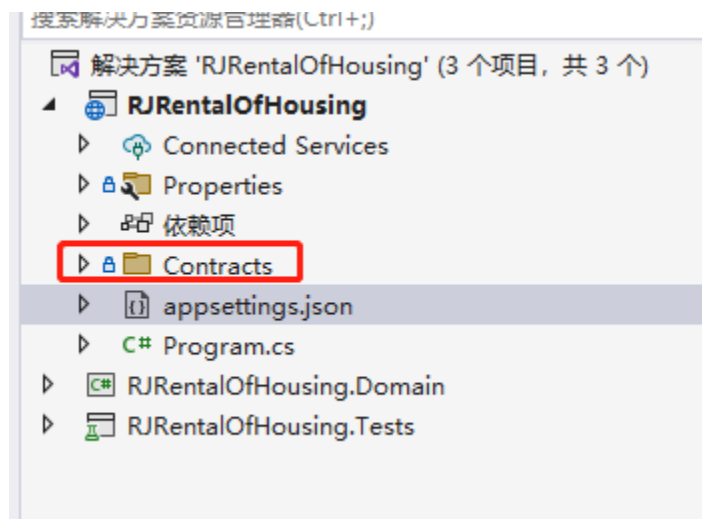 搜索解决方案资源管理器(Ctrl+;)
解决方案 'RJRentalOfHousing' (3 个项目, 共 3 个)
RJRentalOfHousing
Connected Services
Properties
依赖项
Contracts
appsettings.json
C# Program.cs
C# RJRentalOfHousing.Domain
RJRentalOfHousing.Tests